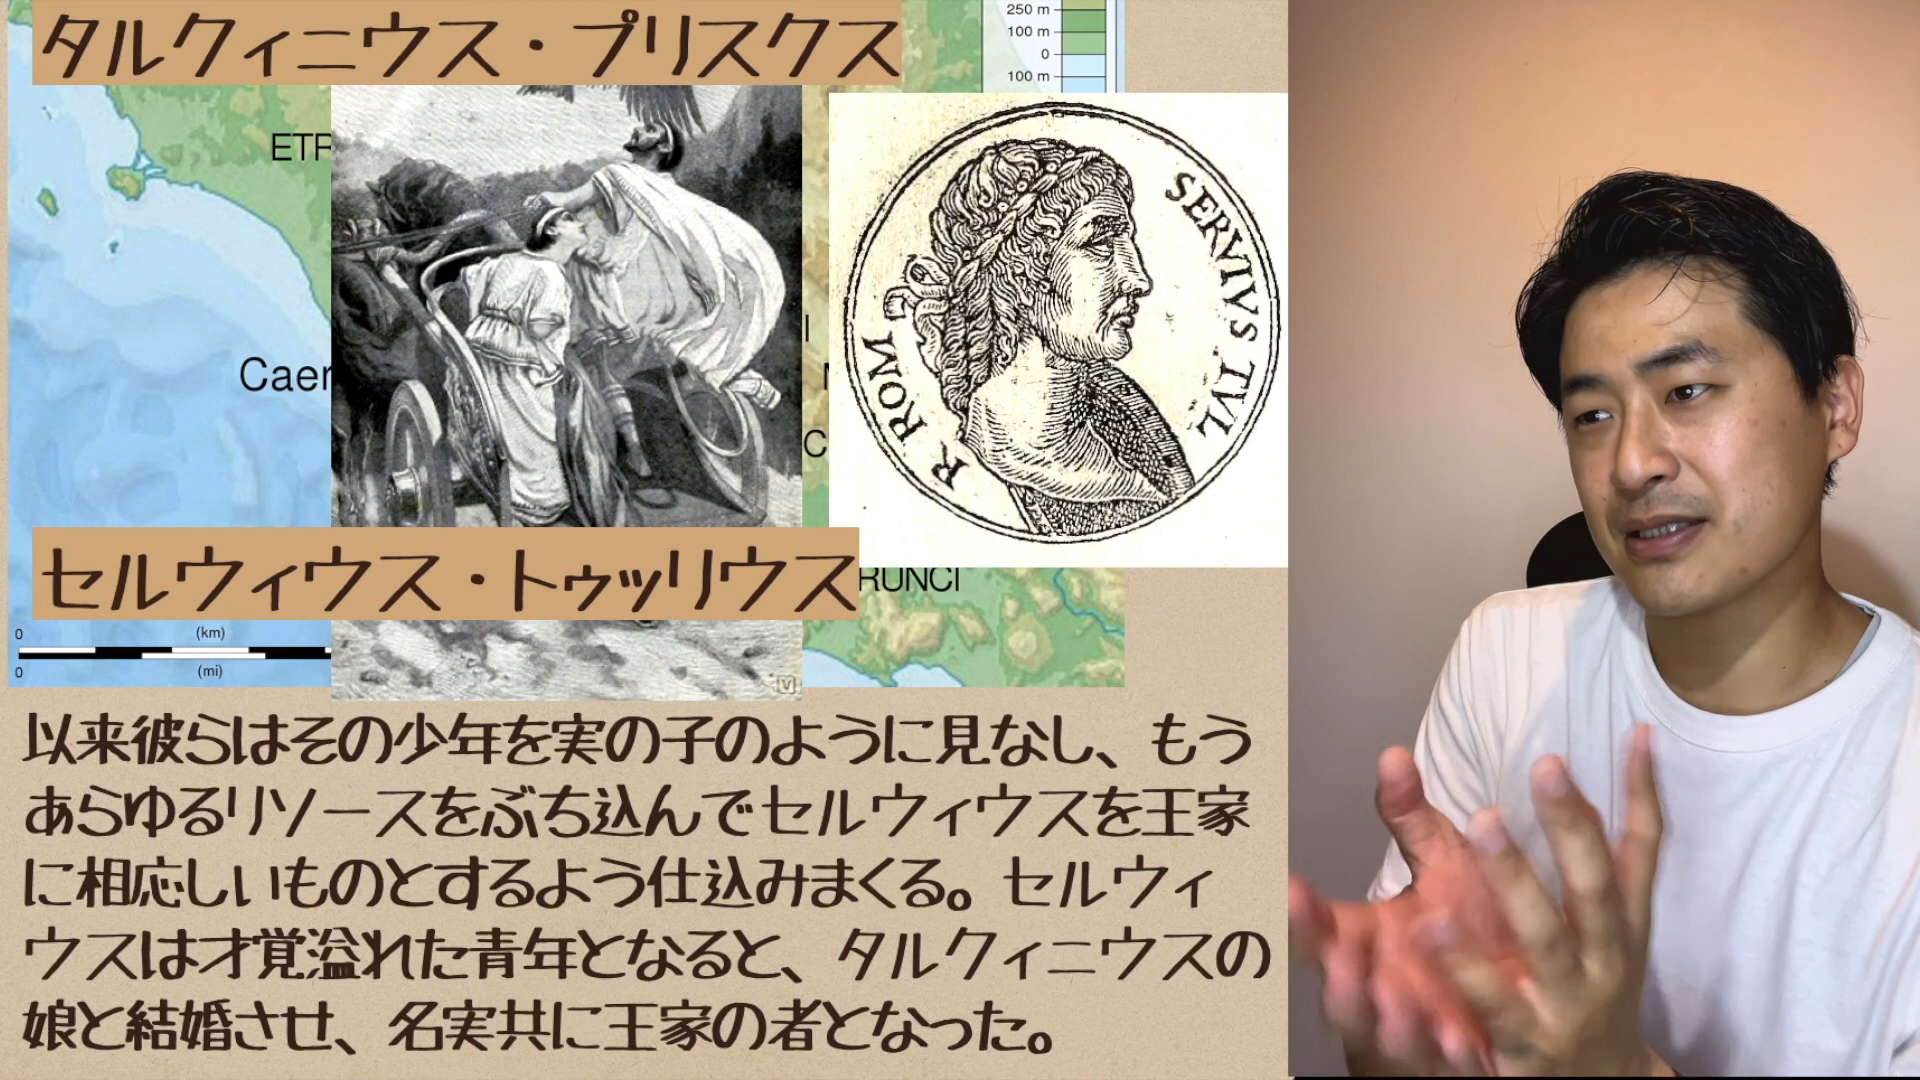 タルクィニウス・プリスクス
250 m
100 m
0
100 m
ETR
Caer
SERVIVS TVL
R ROM
セルウィウス・トゥッリウス
RUNCI
0
(km)
0
(mi)
以来彼らはその少年を実の子のように見なし、もう
あらゆるリソースをぶち込んでセルウィウスを王家
に相応しいものとするよう仕込みまくる。セルウィ
ウスは才覚溢れた青年となると、タルクィニウスの
娘と結婚させ、名実共に王家の者となった。